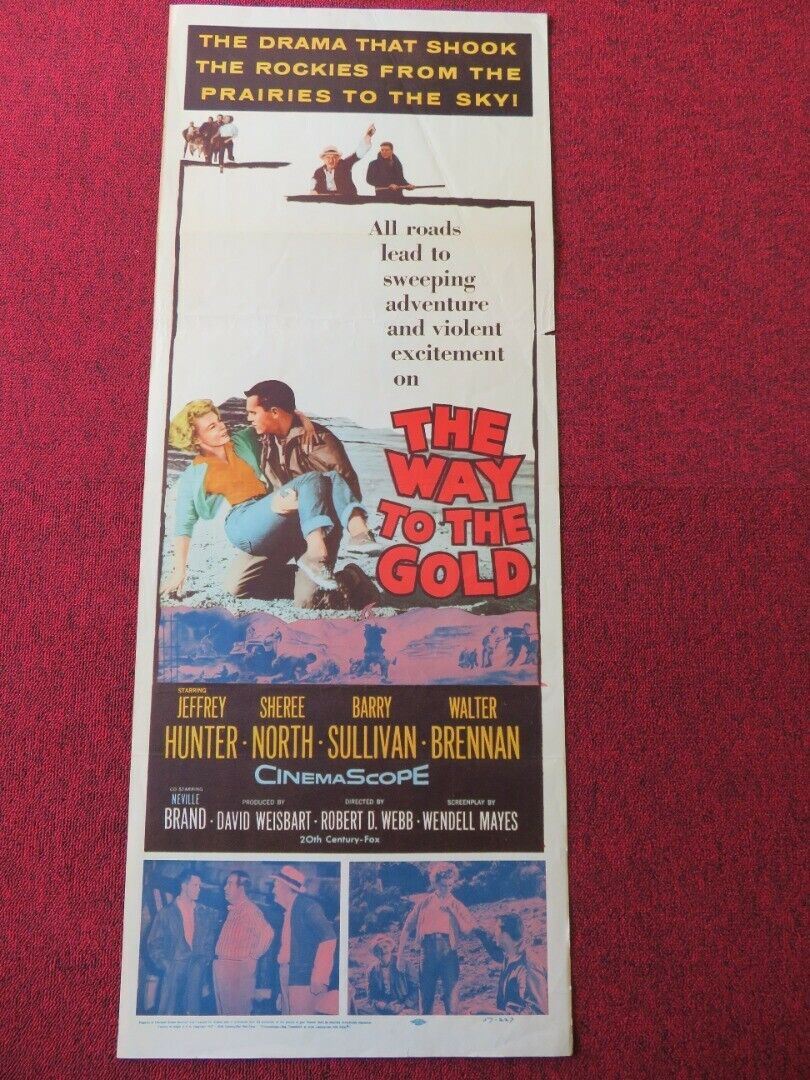 THE DRAMA THAT SHOOK
THE ROCKIES FROM THE
PRAIRIES TO THE SKY!
All roads
lead to
sweeping
adventure
and violent
excitement
on
THE
WAY
TO THE
GOLD
STARRING
JEFFREY SHEREE BARRY WALTER
HUNTER · NORTH · SULLIVAN · BRENNAN
CINEMASCOPE
CO-STARRING
NEVILLE PRODUCED BY DIRECTED BY SCREENPLAY BY
BRAND · DAVID WEISBART · ROBERT D. WEBB · WENDELL MAYES
20th Century-Fox
57-227